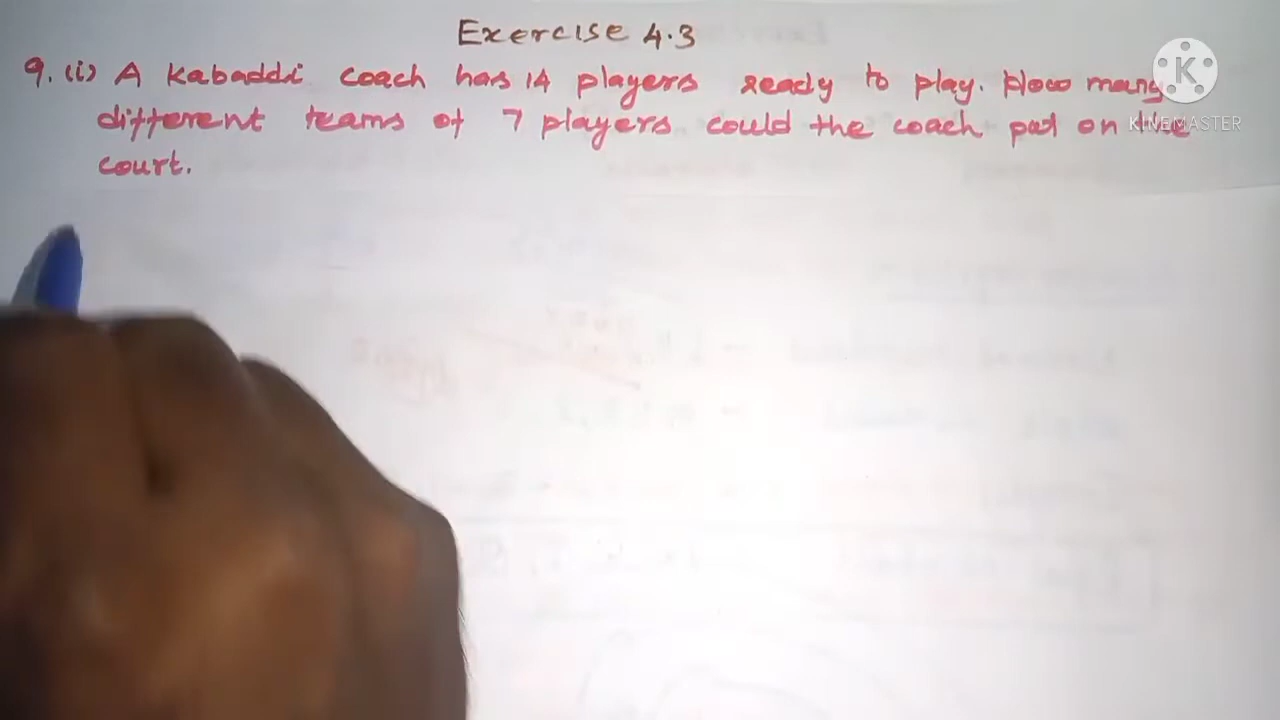 Exercise 4.3
9. (i) A Kabaddi coach has 14 players ready to play. How many
different teams of 7 players could the coach put on the
court.
K
KINEMASTER